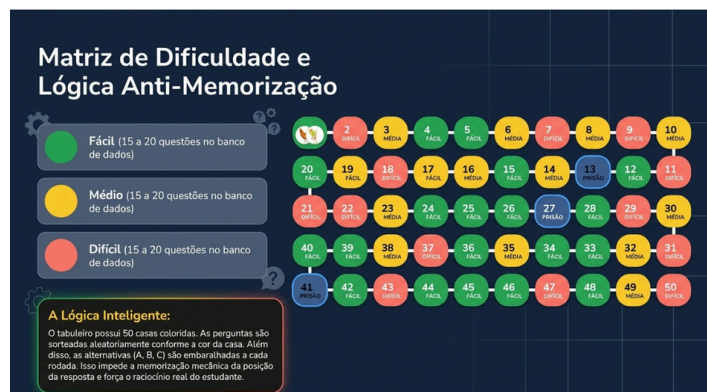 Matriz de Dificuldade e
Lógica Anti-Memorização
Fácil (15 a 20 questões no banco
de dados)
Médio (15 a 20 questões no banco
de dados)
Difícil (15 a 20 questões no banco
de dados)
A Lógica Inteligente:
O tabuleiro possui 50 casas coloridas. As perguntas são
sorteadas aleatoriamente conforme a cor da casa. Além
disso, as alternativas (A, B, C) são embaralhadas a cada
rodada. Isso impede a memorização mecânica da posição
da resposta e força o raciocínio real do estudante.
2 DIFÍCIL 3 MÉDIA 4 FÁCIL 5 FÁCIL 6 MÉDIA 7 DIFÍCIL 8 MÉDIA 9 DIFÍCIL 10 MÉDIA
20 FÁCIL 19 FÁCIL 18 DIFÍCIL 17 FÁCIL 16 MÉDIA 15 FÁCIL 14 MÉDIA 13 PRISÃO 12 FÁCIL 11 DIFÍCIL
21 DIFÍCIL 22 DIFÍCIL 23 MÉDIA 24 FÁCIL 25 FÁCIL 26 FÁCIL 27 PRISÃO 28 FÁCIL 29 DIFÍCIL 30 MÉDIA
40 FÁCIL 39 FÁCIL 38 MÉDIA 37 DIFÍCIL 36 FÁCIL 35 MÉDIA 34 FÁCIL 33 FÁCIL 32 MÉDIA 31 DIFÍCIL
41 PRISÃO 42 FÁCIL 43 DIFÍCIL 44 FÁCIL 45 FÁCIL 46 FÁCIL 47 DIFÍCIL 48 FÁCIL 49 MÉDIA 50 DIFÍCIL